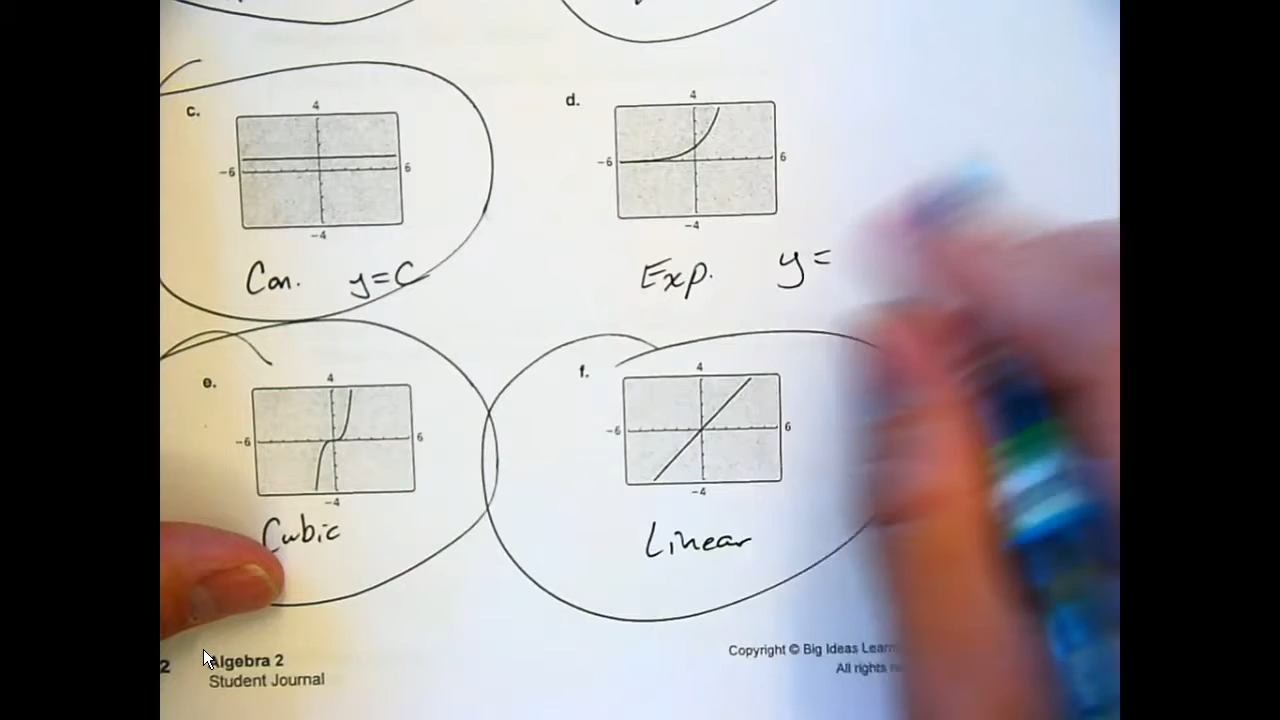 c.
4
-6
6
-4
Con. y=C
d.
4
-6
6
-4
Exp. y=
e.
4
-6
6
-4
Cubic
f.
4
-6
6
-4
Linear
2
Algebra 2
Student Journal
Copyright © Big Ideas
All rights